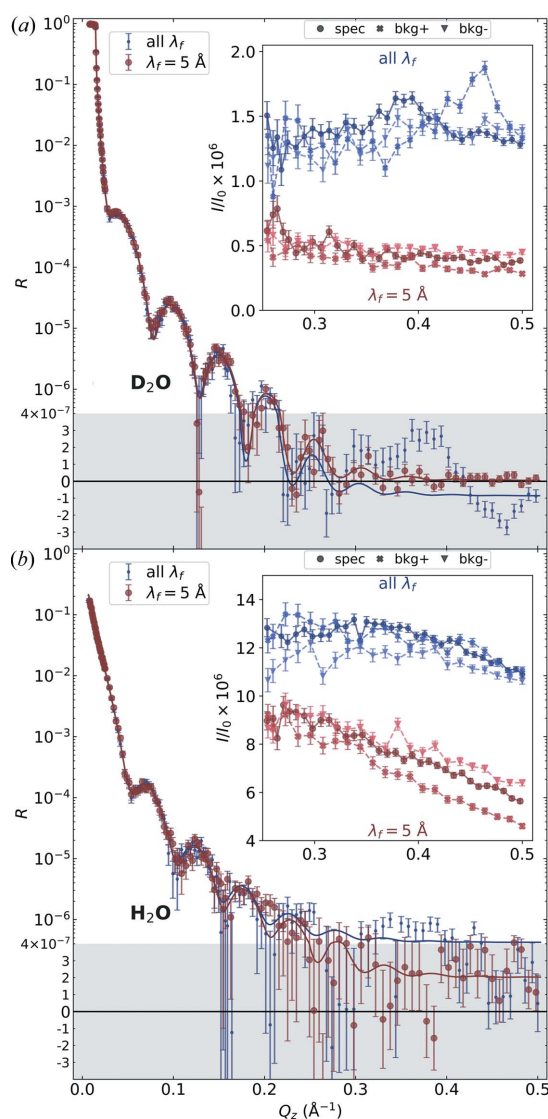 (a)
all λf
λf = 5 Å
spec bkg+ bkg-
all λf
2.0
1.5
1.0
0.5
0.0
I/I0 × 10^6
λf = 5 Å
0.3 0.4 0.5
10^0
10^-1
10^-2
10^-3
10^-4
10^-5
10^-6
4×10^-7
3
2
1
0
-1
-2
-3
R
D2O
(b)
all λf
λf = 5 Å
spec bkg+ bkg-
all λf
14
12
10
8
6
4
I/I0 × 10^6
λf = 5 Å
0.3 0.4 0.5
10^0
10^-1
10^-2
10^-3
10^-4
10^-5
10^-6
4×10^-7
3
2
1
0
-1
-2
-3
R
H2O
0.0 0.1 0.2 0.3 0.4 0.5
Qz (Å^-1)